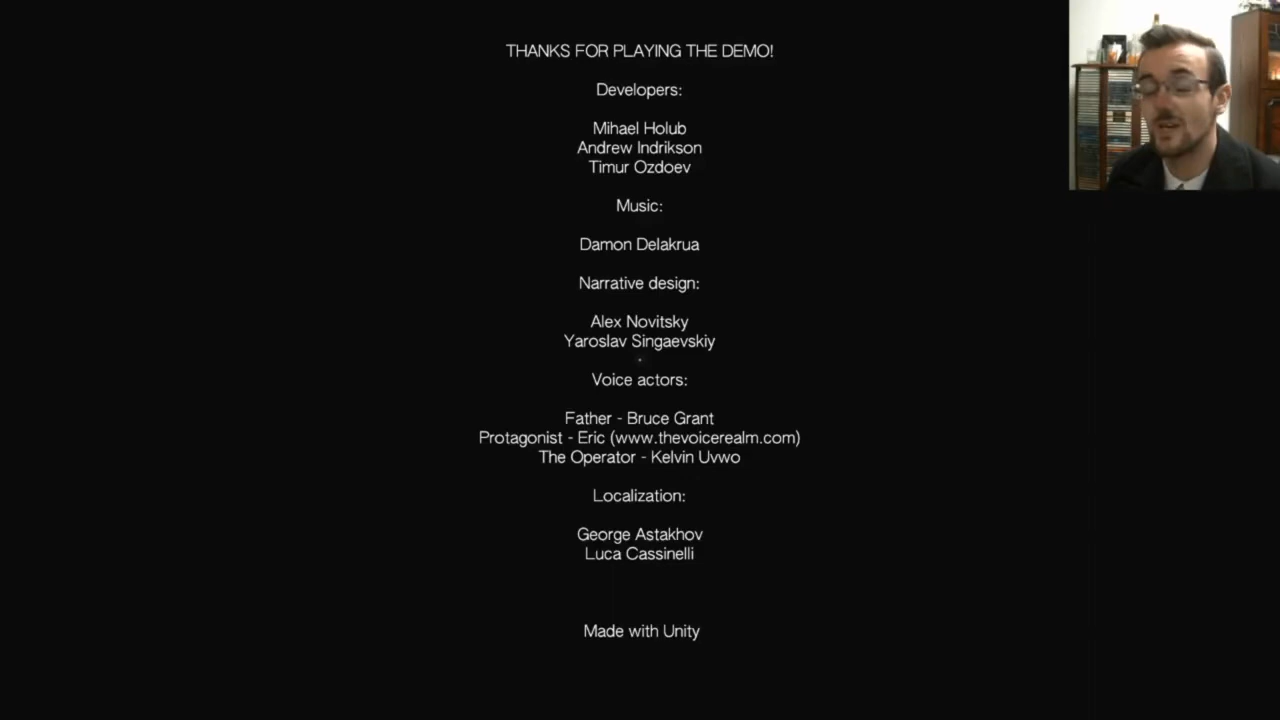 THANKS FOR PLAYING THE DEMO!
Developers:
Mihael Holub
Andrew Indrikson
Timur Ozdoev
Music:
Damon Delakrua
Narrative design:
Alex Novitsky
Yaroslav Singaevskiy
Voice actors:
Father - Bruce Grant
Protagonist - Eric (www.thevoicerealm.com)
The Operator - Kelvin Uvwo
Localization:
George Astakhov
Luca Cassinelli
Made with Unity